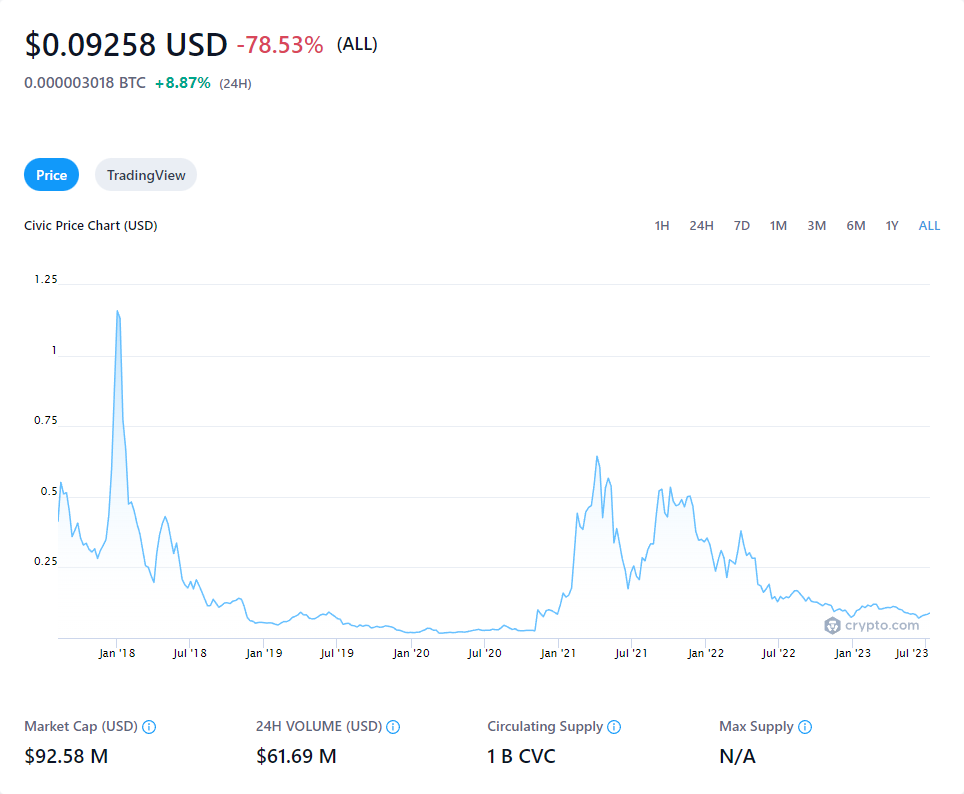 $0.09258 USD -78.53% (ALL)
0.000003018 BTC +8.87% (24H)
Price TradingView
Civic Price Chart (USD) 1H 24H 7D 1M 3M 6M 1Y ALL
1.25
1
0.75
0.5
0.25
crypto.com
Jan '18 Jul '18 Jan '19 Jul '19 Jan '20 Jul '20 Jan '21 Jul '21 Jan '22 Jul '22 Jan '23 Jul '23
Market Cap (USD) 24H VOLUME (USD) Circulating Supply Max Supply
$92.58 M $61.69 M 1 B CVC N/A